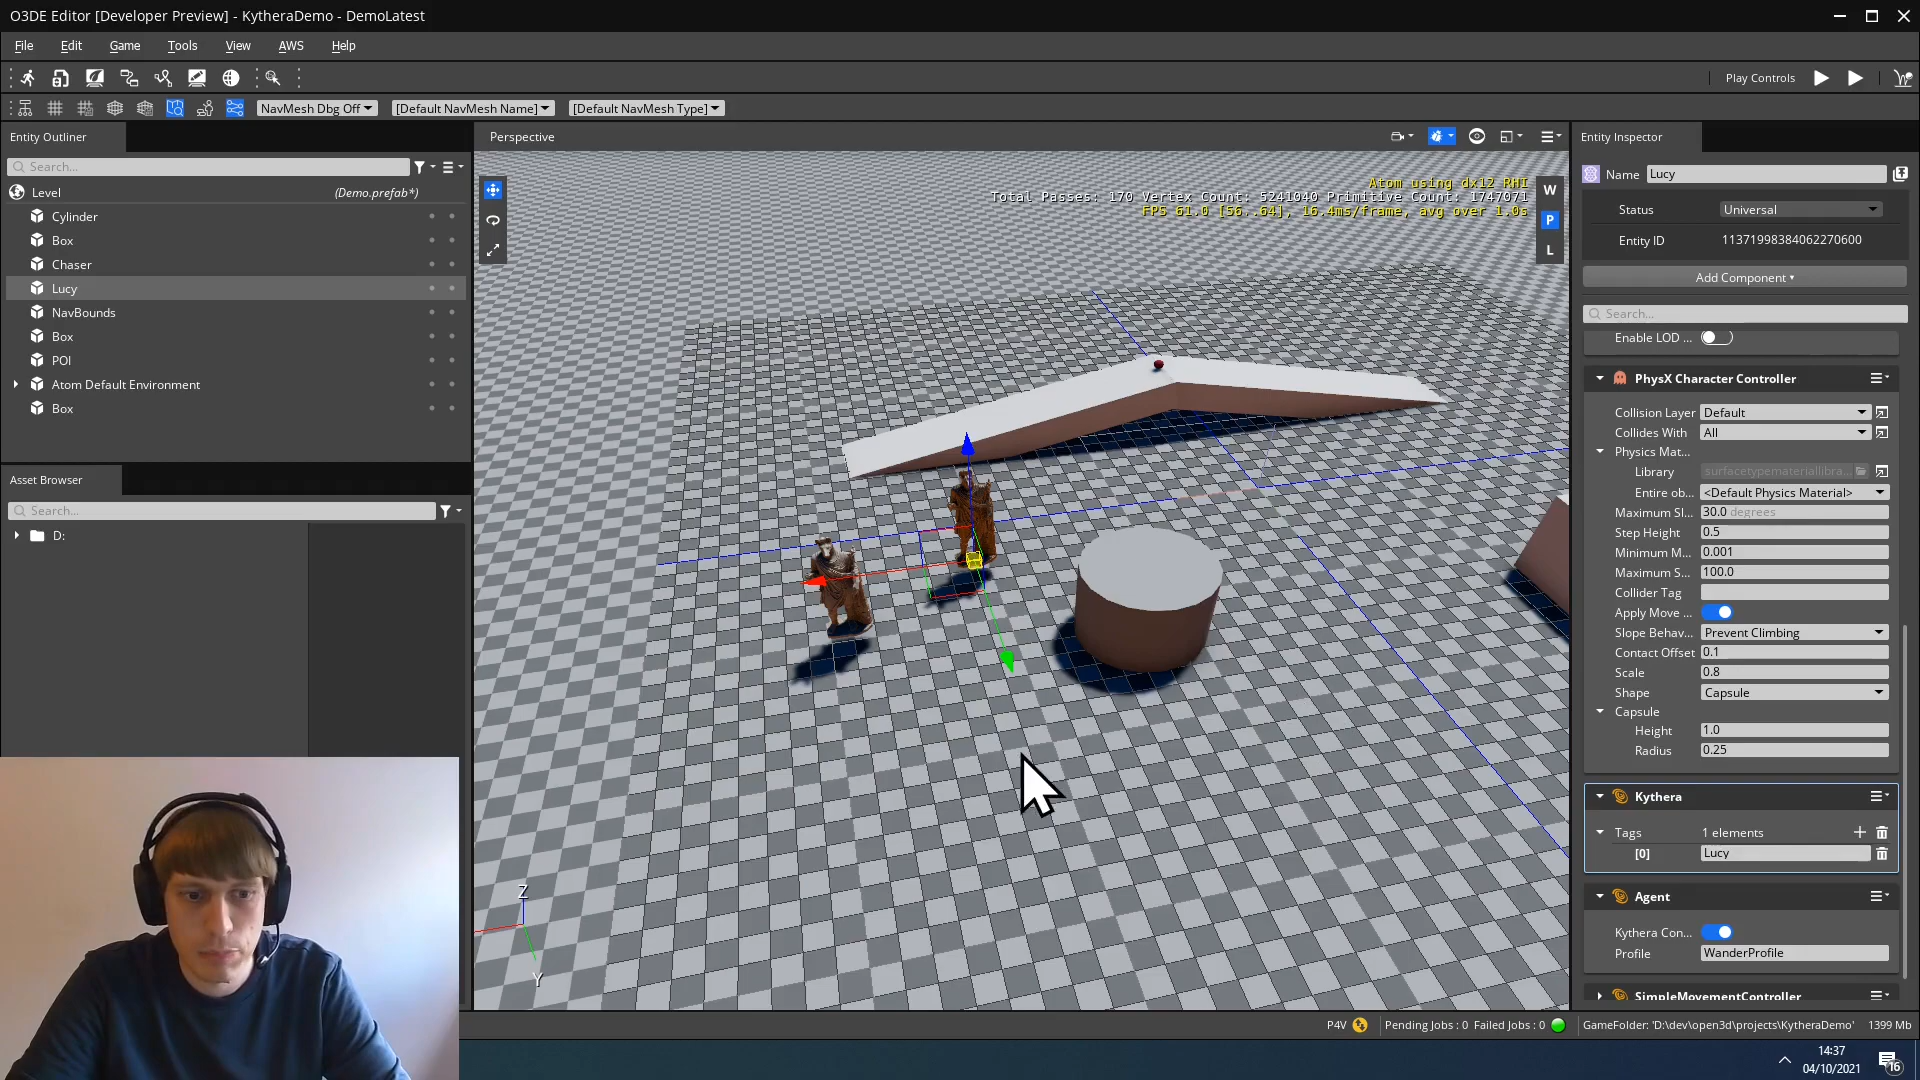 O3DE Editor [Developer Preview] - KytheraDemo - DemoLatest
File Edit Game Tools View AWS Help
Play Controls
NavMesh Dbg Off [Default NavMesh Name] [Default NavMesh Type]
Entity Outliner
Search...
Level (Demo.prefab*)
Cylinder
Box
Chaser
Lucy
NavBounds
Box
POI
Atom Default Environment
Box
Asset Browser
Search...
D:
Perspective
Atom using dx12 RHI
Total Passes: 170 Vertex Count: 5241040 Primitive Count: 1747071
FPS 61.0 [56..64], 16.4ms/frame, avg over 1.0s
W
P
L
Z
Y
Entity Inspector
Name Lucy
Status Universal
Entity ID 11371998384062270600
Add Component
Search...
Enable LOD ...
PhysX Character Controller
Collision Layer Default
Collides With All
Physics Mat...
Library surfacetypemateriallibra...
Entire ob... <Default Physics Material>
Maximum Sl... 30.0 degrees
Step Height 0.5
Minimum M... 0.001
Maximum S... 100.0
Collider Tag
Apply Move ...
Slope Behav... Prevent Climbing
Contact Offset 0.1
Scale 0.8
Shape Capsule
Capsule
Height 1.0
Radius 0.25
Kythera
Tags 1 elements
[0] Lucy
Agent
Kythera Con...
Profile WanderProfile
SimpleMovementController
P4V Pending Jobs : 0 Failed Jobs : 0 GameFolder: 'D:\dev\open3d\projects\KytheraDemo' 1399 Mb
14:37
04/10/2021
16